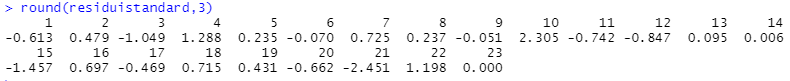 > round(residuistandard,3)
1 2 3 4 5 6 7 8 9 10 11 12 13 14
-0.613 0.479 -1.049 1.288 0.235 -0.070 0.725 0.237 -0.051 2.305 -0.742 -0.847 0.095 0.006
15 16 17 18 19 20 21 22 23
-1.457 0.697 -0.469 0.715 0.431 -0.662 -2.451 1.198 0.000